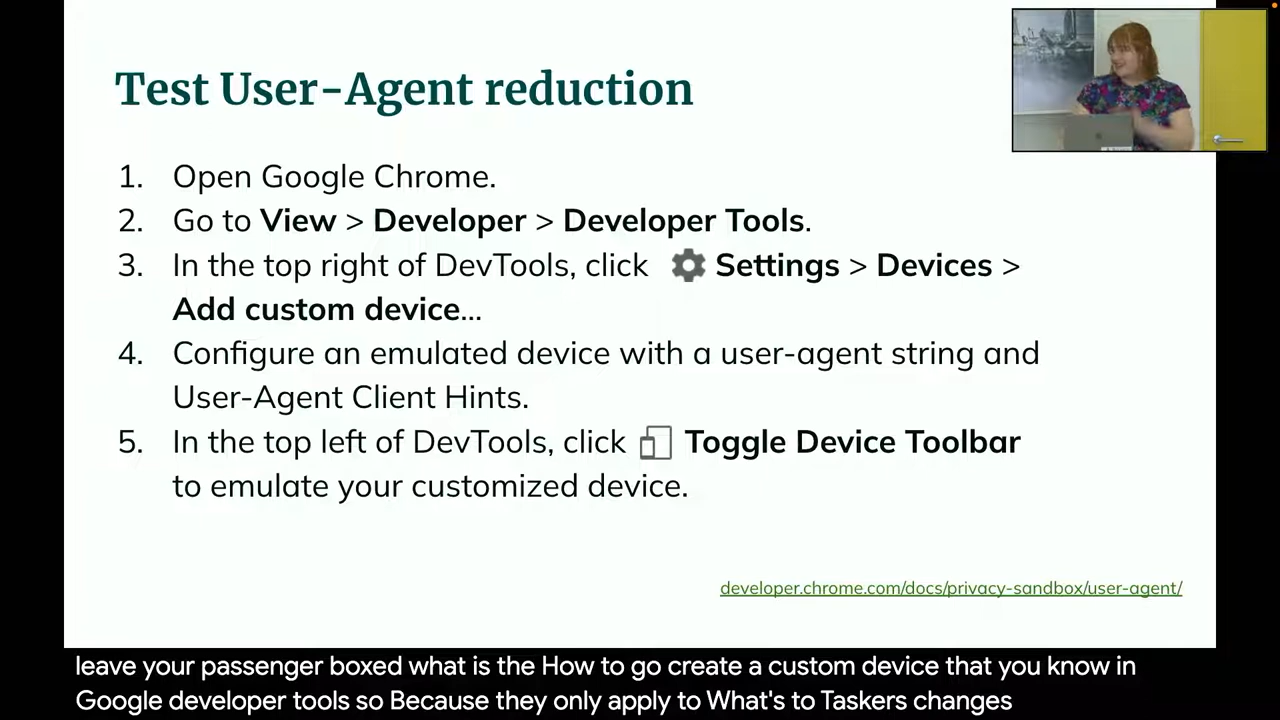 Test User-Agent reduction
1. Open Google Chrome.
2. Go to View > Developer > Developer Tools.
3. In the top right of DevTools, click Settings > Devices >
Add custom device...
4. Configure an emulated device with a user-agent string and
User-Agent Client Hints.
5. In the top left of DevTools, click Toggle Device Toolbar
to emulate your customized device.
developer.chrome.com/docs/privacy-sandbox/user-agent/
leave your passenger boxed what is the How to go create a custom device that you know in
Google developer tools so Because they only apply to What's to Taskers changes